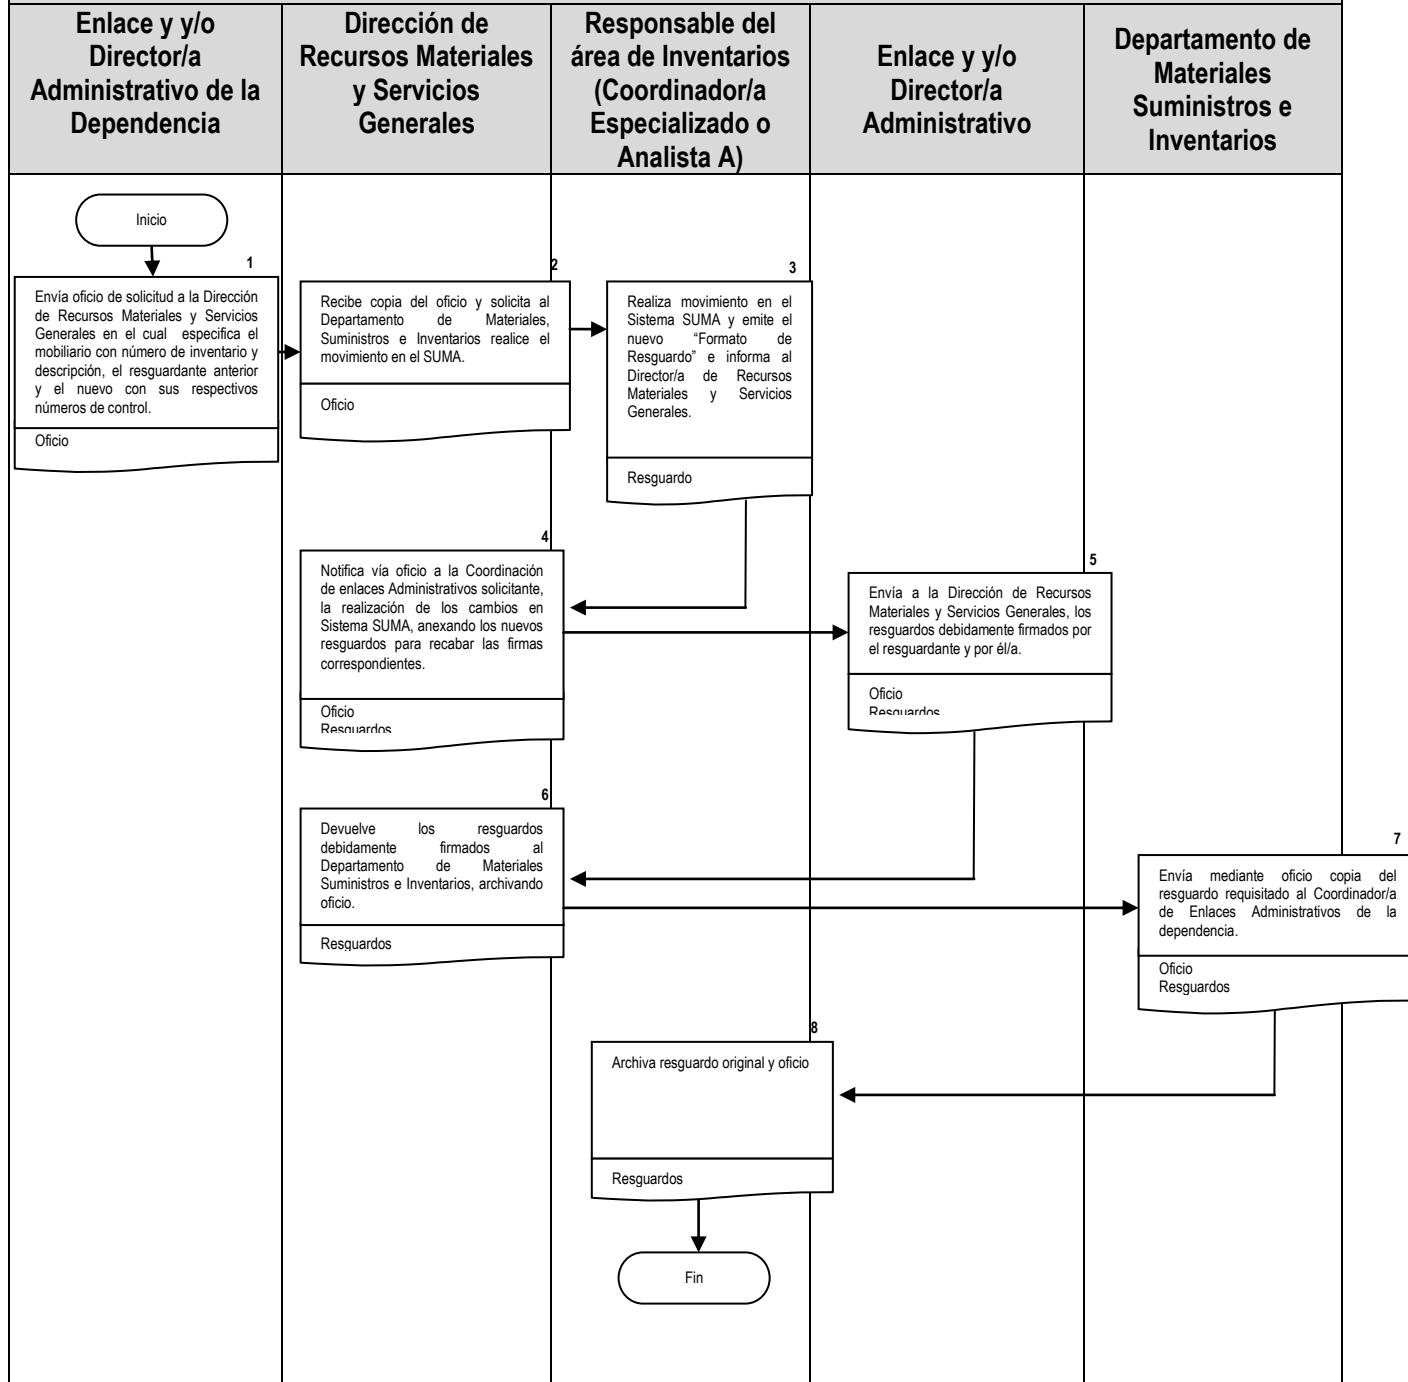 Enlace y y/o
Director/a
Administrativo de la
Dependencia
Dirección de
Recursos Materiales
y Servicios
Generales
Responsable del
área de Inventarios
(Coordinador/a
Especializado o
Analista A)
Enlace y y/o
Director/a
Administrativo
Departamento de
Materiales
Suministros e
Inventarios
Inicio
1
Envía oficio de solicitud a la Dirección
de Recursos Materiales y Servicios
Generales en el cual especifica el
mobiliario con número de inventario y
descripción, el resguardante anterior
y el nuevo con sus respectivos
números de control.
Oficio
2
Recibe copia del oficio y solicita al
Departamento de Materiales,
Suministros e Inventarios realice el
movimiento en el SUMA.
Oficio
3
Realiza movimiento en el
Sistema SUMA y emite el
nuevo “Formato de
Resguardo” e informa al
Director/a de Recursos
Materiales y Servicios
Generales.
Resguardo
4
Notifica vía oficio a la Coordinación
de enlaces Administrativos solicitante,
la realización de los cambios en
Sistema SUMA, anexando los nuevos
resguardos para recabar las firmas
correspondientes.
Oficio
Resguardos
5
Envía a la Dirección de Recursos
Materiales y Servicios Generales, los
resguardos debidamente firmados por
el resguardante y por él/a.
Oficio
Resguardos
6
Devuelve los resguardos
debidamente firmados al
Departamento de Materiales
Suministros e Inventarios, archivando
oficio.
Resguardos
7
Envía mediante oficio copia del
resguardo requisitado al Coordinador/a
de Enlaces Administrativos de la
dependencia.
Oficio
Resguardos
8
Archiva resguardo original y oficio
Resguardos
Fin